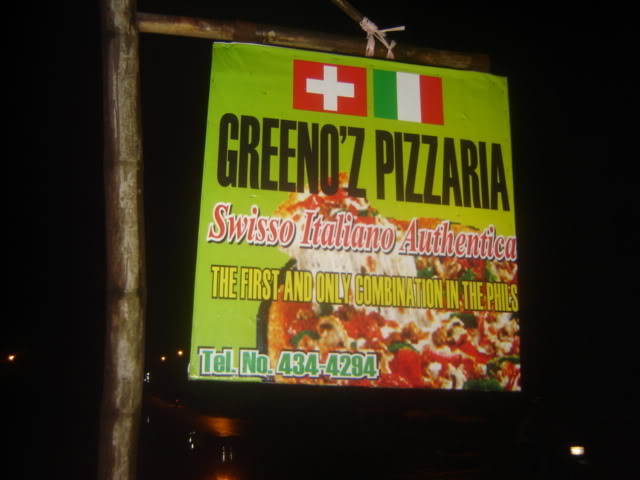 GREENO'Z PIZZARIA
Swisso Italiano Authentica
THE FIRST AND ONLY COMBINATION IN THE PHILS
Tel. No. 434-4294